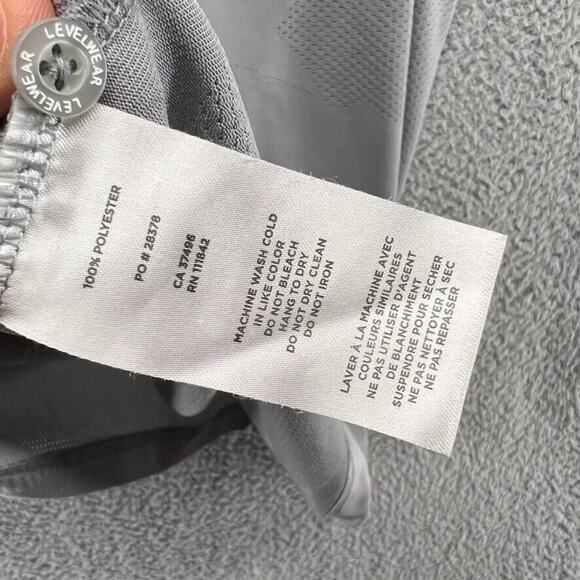 LEVELWEAR
LEVELWEAR
100% POLYESTER
PO # 28378
CA 37496
RN 111842
MACHINE WASH COLD
IN LIKE COLOR
DO NOT BLEACH
HANG TO DRY
DO NOT DRY CLEAN
DO NOT IRON
LAVER À LA MACHINE AVEC
COULEURS SIMILAIRES
NE PAS UTILISER D'AGENT
DE BLANCHIMENT
SUSPENDRE POUR SECHER
NE PAS NETTOYER À SEC
NE PAS REPASSER